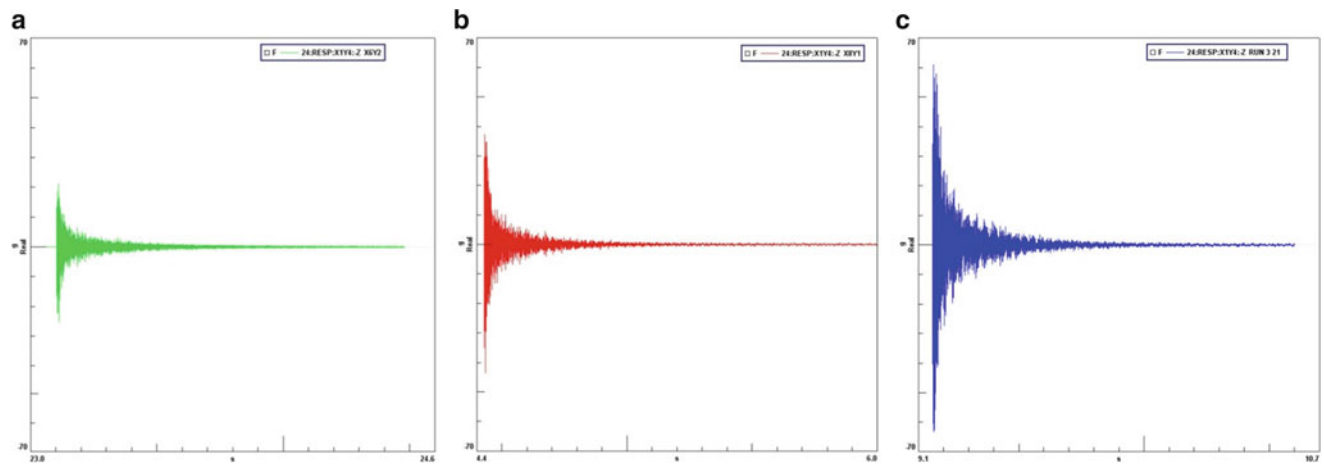 a
70
F 24:RESP:X1Y4:-Z X6Y2
g
Real
-70
23.0 s 24.6
b
70
F 24:RESP:X1Y4:-Z X8Y1
g
Real
-70
4.4 s 6.0
c
70
F 24:RESP:X1Y4:-Z RUN 3 21
g
Real
-70
9.1 s 10.7